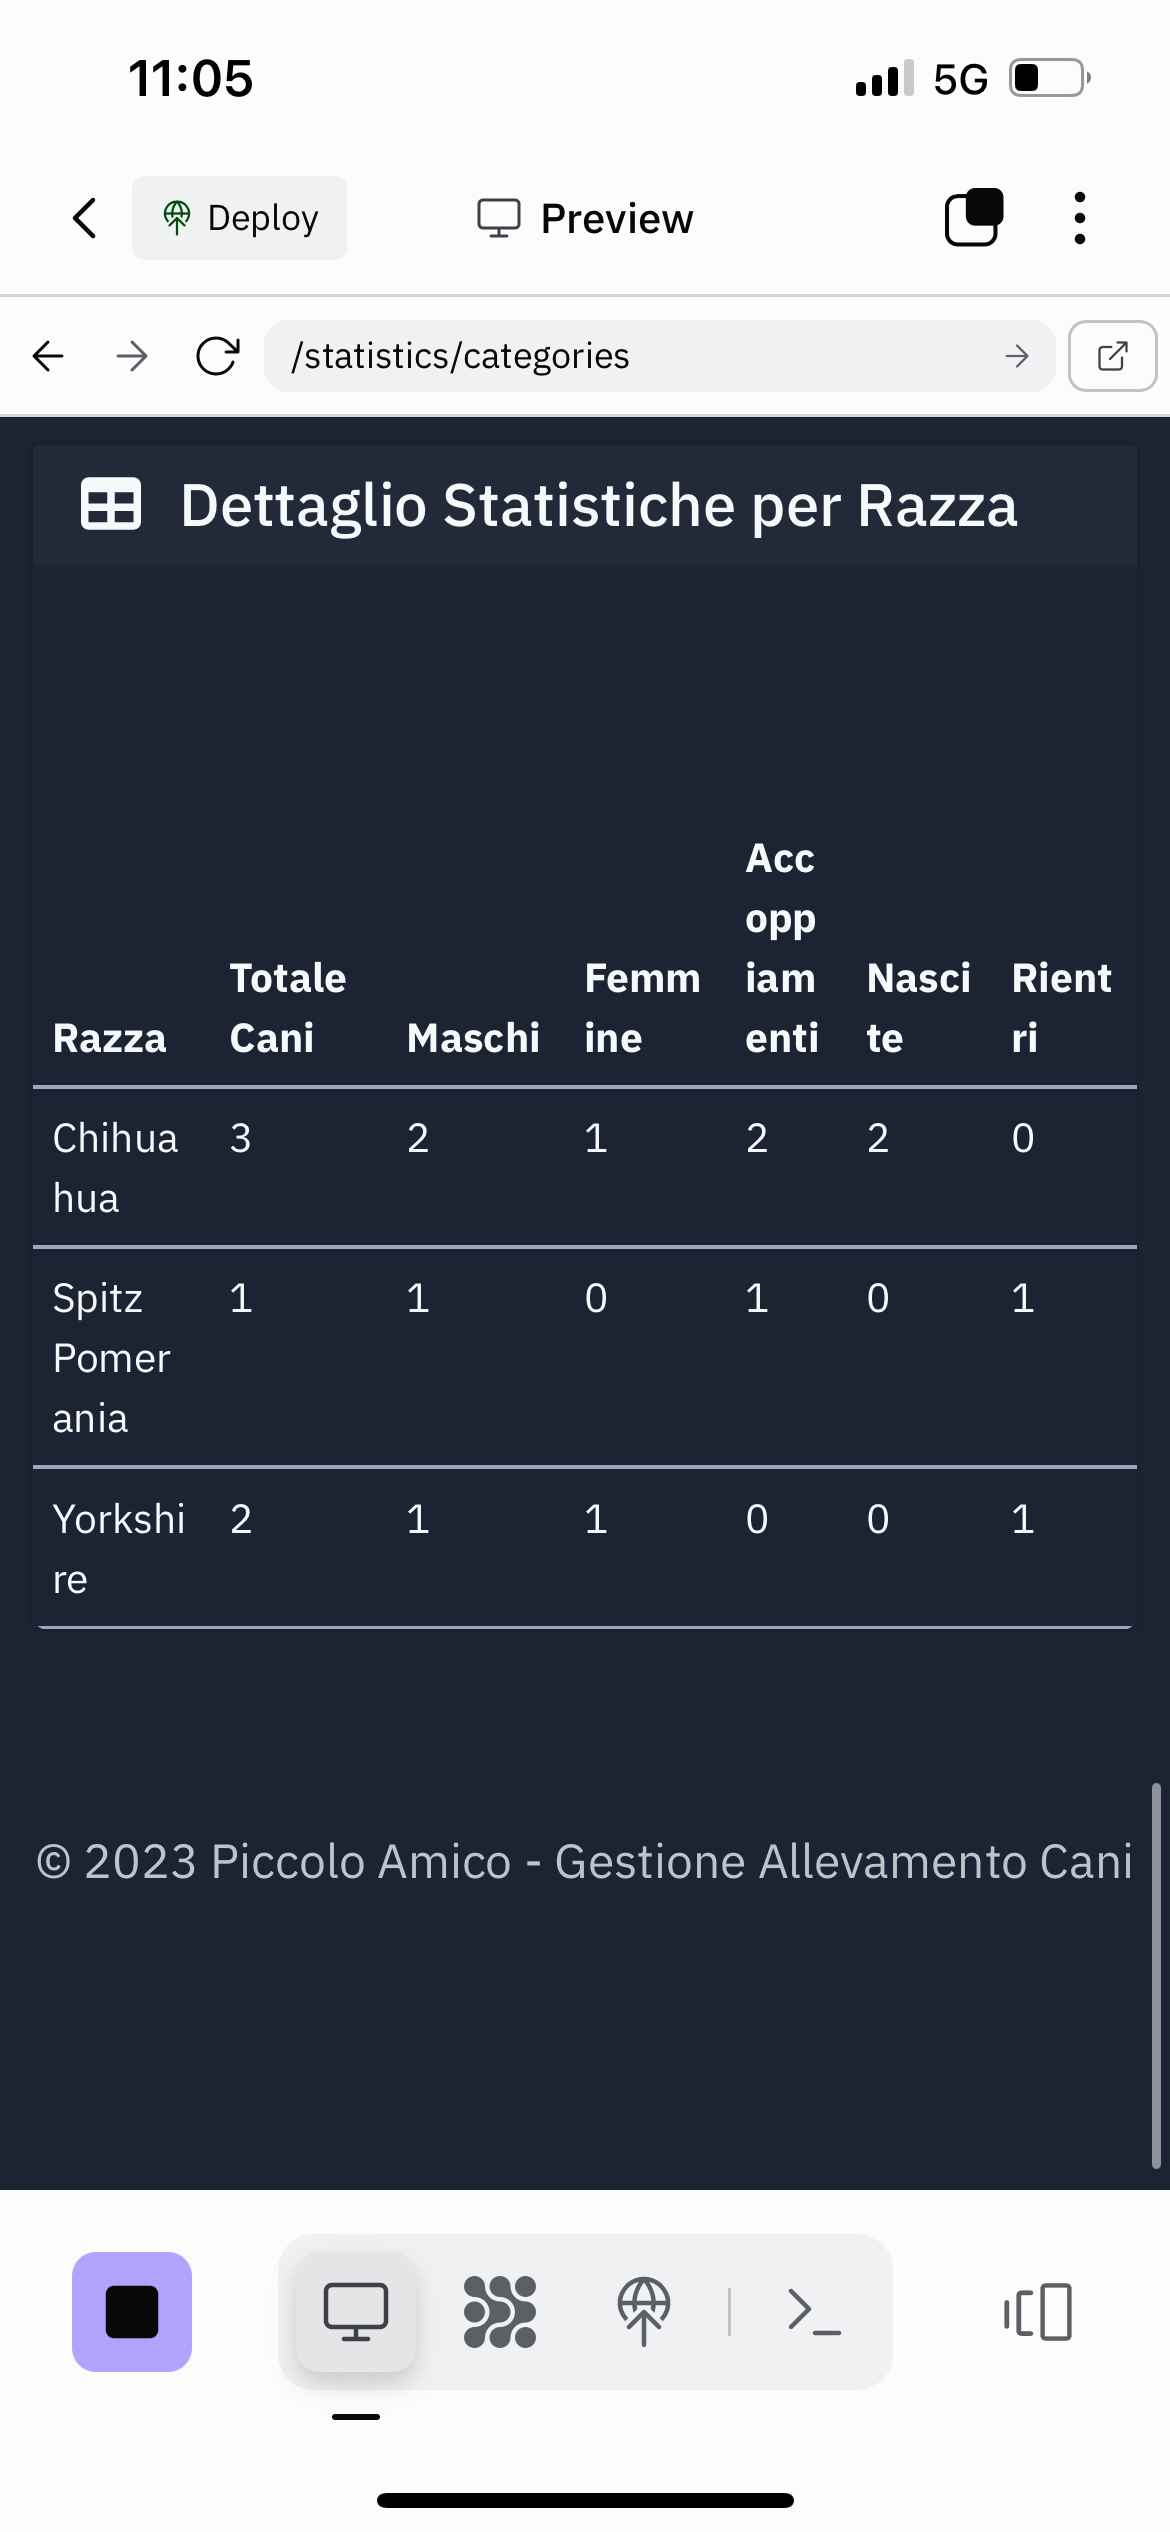 11:05
5G
Deploy
Preview
/statistics/categories
Dettaglio Statistiche per Razza
Razza Totale Cani Maschi Femmine Accoppiamenti Nascite Rientri
Chihuahua 3 2 1 2 2 0
Spitz Pomerania 1 1 0 1 0 1
Yorkshire 2 1 1 0 0 1
© 2023 Piccolo Amico - Gestione Allevamento Cani